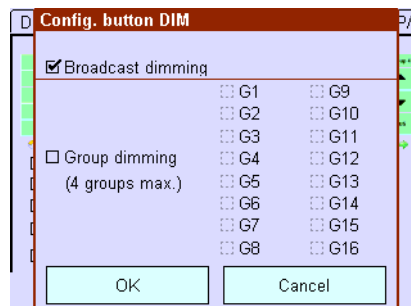 D
Config. button DIM
P/
Broadcast dimming
G1 G9
G2 G10
G3 G11
Group dimming G4 G12
(4 groups max.) G5 G13
G6 G14
G7 G15
G8 G16
OK Cancel